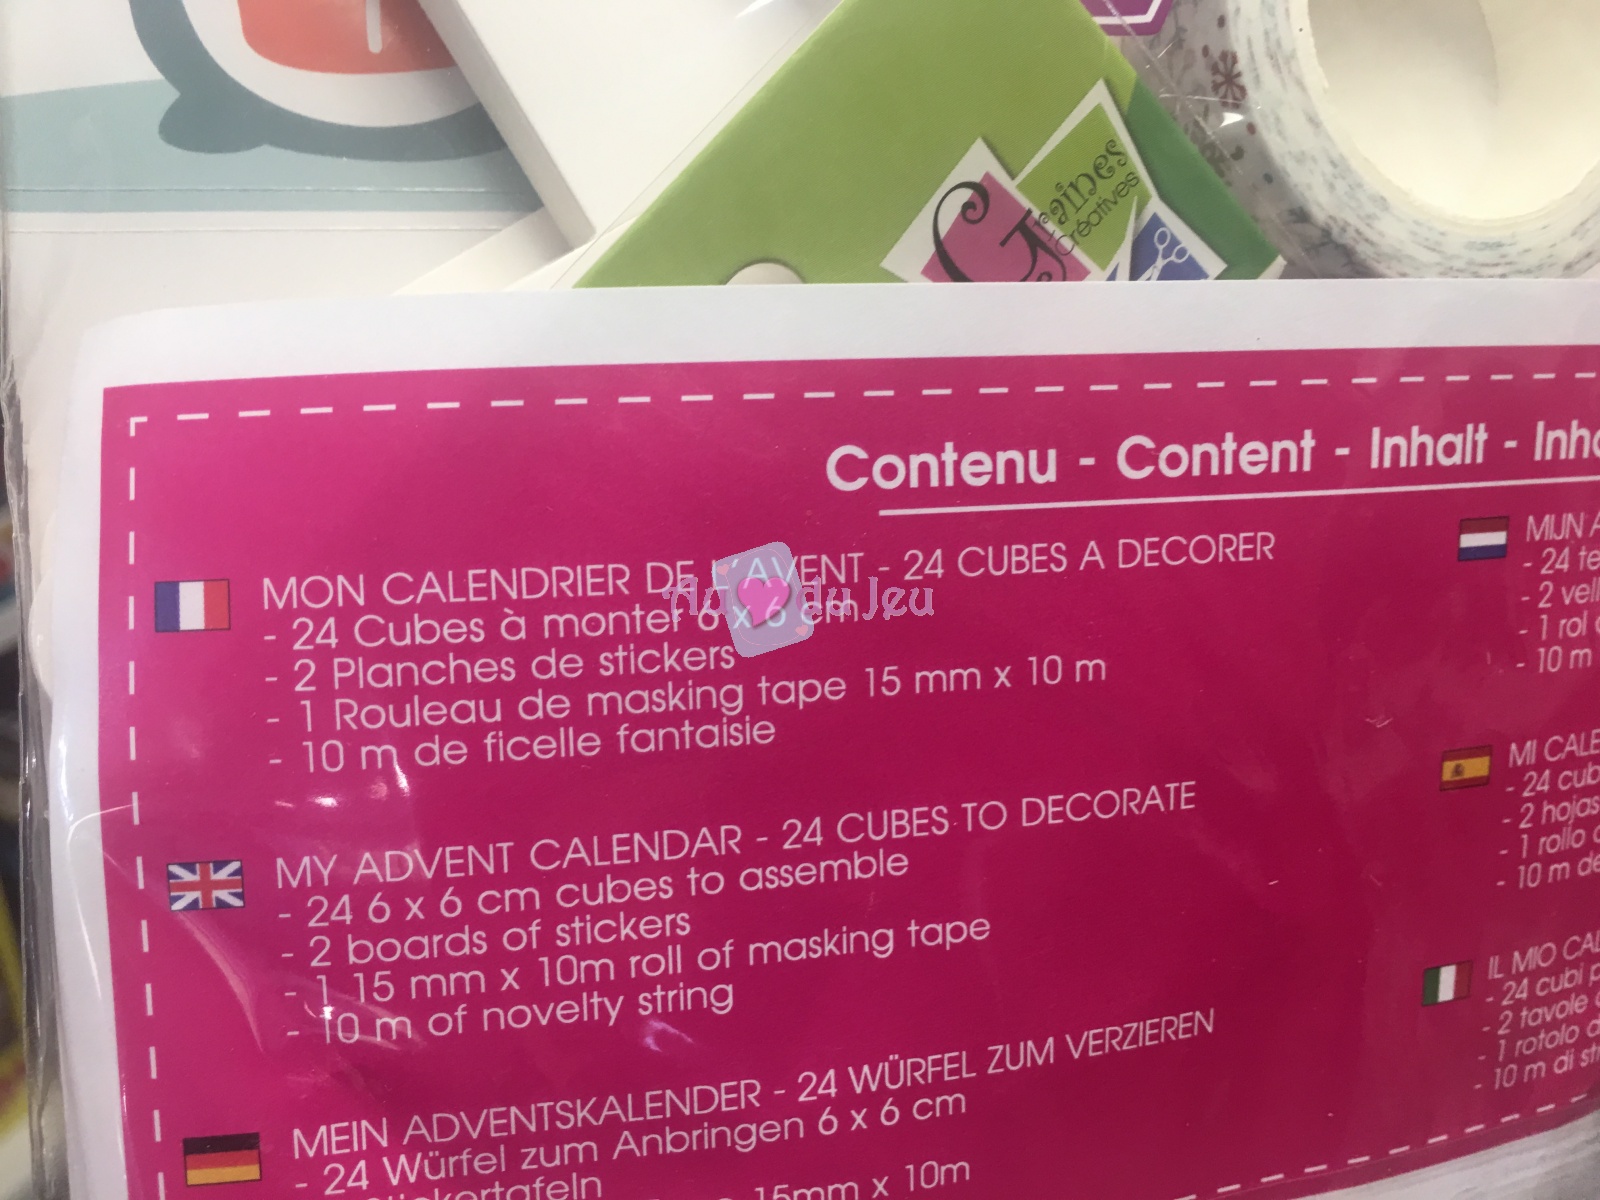 Graines
Créatives
Contenu - Content - Inhalt -
MON CALENDRIER DE L'AVENT - 24 CUBES A DECORER
- 24 Cubes à monter 6 x 6 cm
- 2 Planches de stickers
- 1 Rouleau de masking tape 15 mm x 10 m
- 10 m de ficelle fantaisie
Au du Jeu
MY ADVENT CALENDAR - 24 CUBES TO DECORATE
- 24 6 x 6 cm cubes to assemble
- 2 boards of stickers
- 1 15 mm x 10m roll of masking tape
- 10 m of novelty string
MEIN ADVENTSKALENDER - 24 WÜRFEL ZUM VERZIEREN
- 24 Würfel zum Anbringen 6 x 6 cm
Stickertafeln
15mm x 10m
MIJN
- 24
- 2
- 1 rol
- 10 m
MI
- 24
- 2 hojas
- 1 rollo
- 10 m de
IL MIO
- 24 cubi
- 2 tavole
- 1 rotolo
- 10 m di